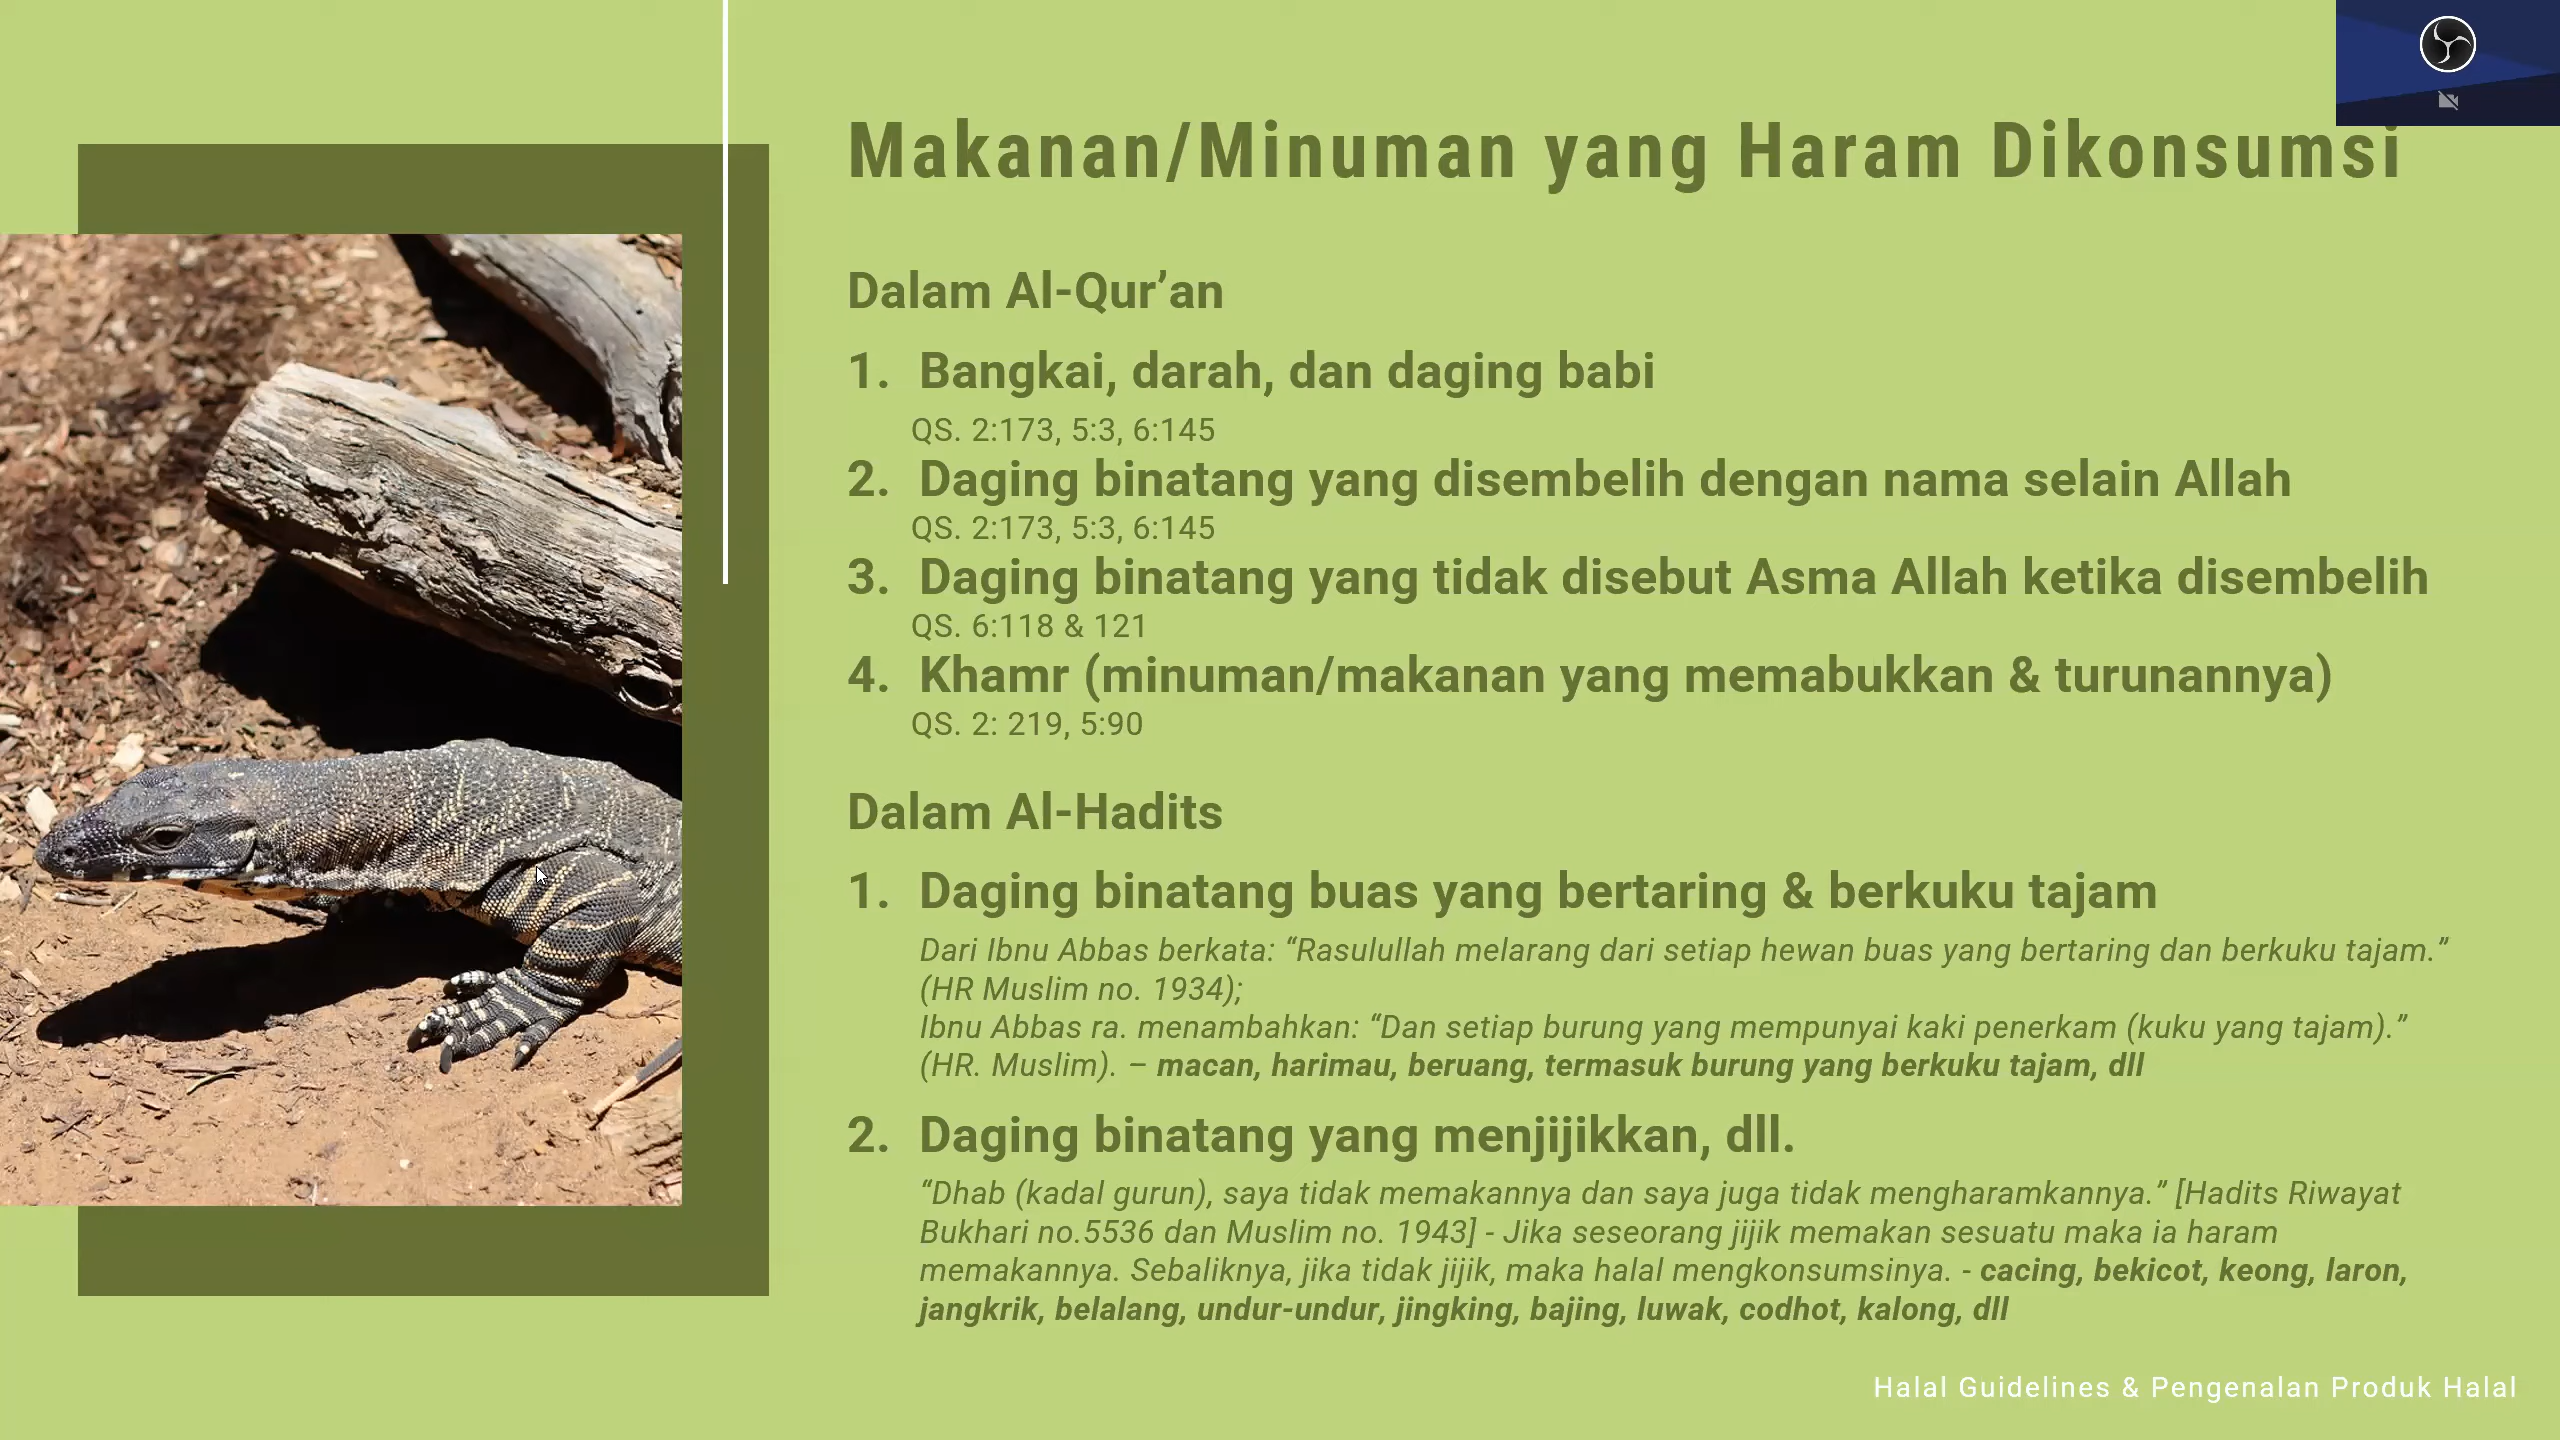 Makanan/Minuman yang Haram Dikonsumsi
Dalam Al-Qur’an
1. Bangkai, darah, dan daging babi
QS. 2:173, 5:3, 6:145
2. Daging binatang yang disembelih dengan nama selain Allah
QS. 2:173, 5:3, 6:145
3. Daging binatang yang tidak disebut Asma Allah ketika disembelih
QS. 6:118 & 121
4. Khamr (minuman/makanan yang memabukkan & turunannya)
QS. 2: 219, 5:90
Dalam Al-Hadits
1. Daging binatang buas yang bertaring & berkuku tajam
Dari Ibnu Abbas berkata: “Rasulullah melarang dari setiap hewan buas yang bertaring dan berkuku tajam.”
(HR Muslim no. 1934);
Ibnu Abbas ra. menambahkan: “Dan setiap burung yang mempunyai kaki penerkam (kuku yang tajam).”
(HR. Muslim). – macan, harimau, beruang, termasuk burung yang berkuku tajam, dll
2. Daging binatang yang menjijikkan, dll.
“Dhab (kadal gurun), saya tidak memakannya dan saya juga tidak mengharamkannya.” [Hadits Riwayat
Bukhari no.5536 dan Muslim no. 1943] - Jika seseorang jijik memakan sesuatu maka ia haram
memakannya. Sebaliknya, jika tidak jijik, maka halal mengkonsumsinya. - cacing, bekicot, keong, laron,
jangkrik, belalang, undur-undur, jingking, bajing, luwak, codhot, kalong, dll
Halal Guidelines & Pengenalan Produk Halal